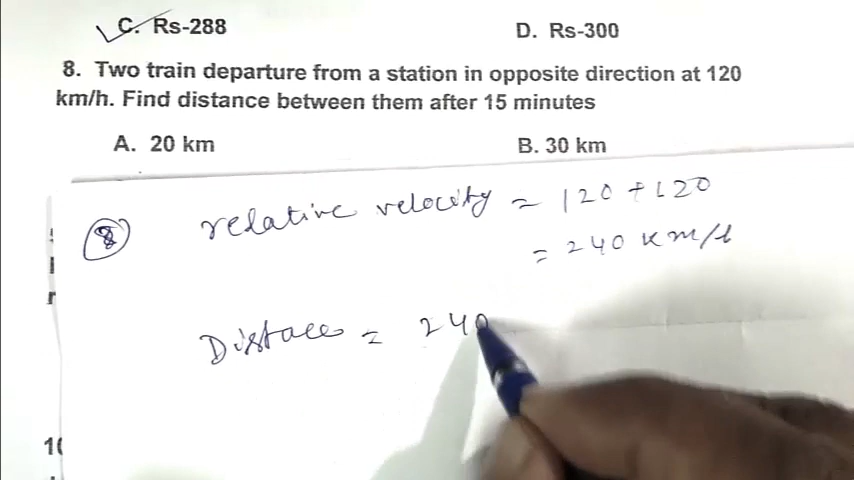 C. Rs-288
D. Rs-300
8. Two train departure from a station in opposite direction at 120
km/h. Find distance between them after 15 minutes
A. 20 km
B. 30 km
8 relative velocity = 120 + 120
= 240 km/h
Distace = 240